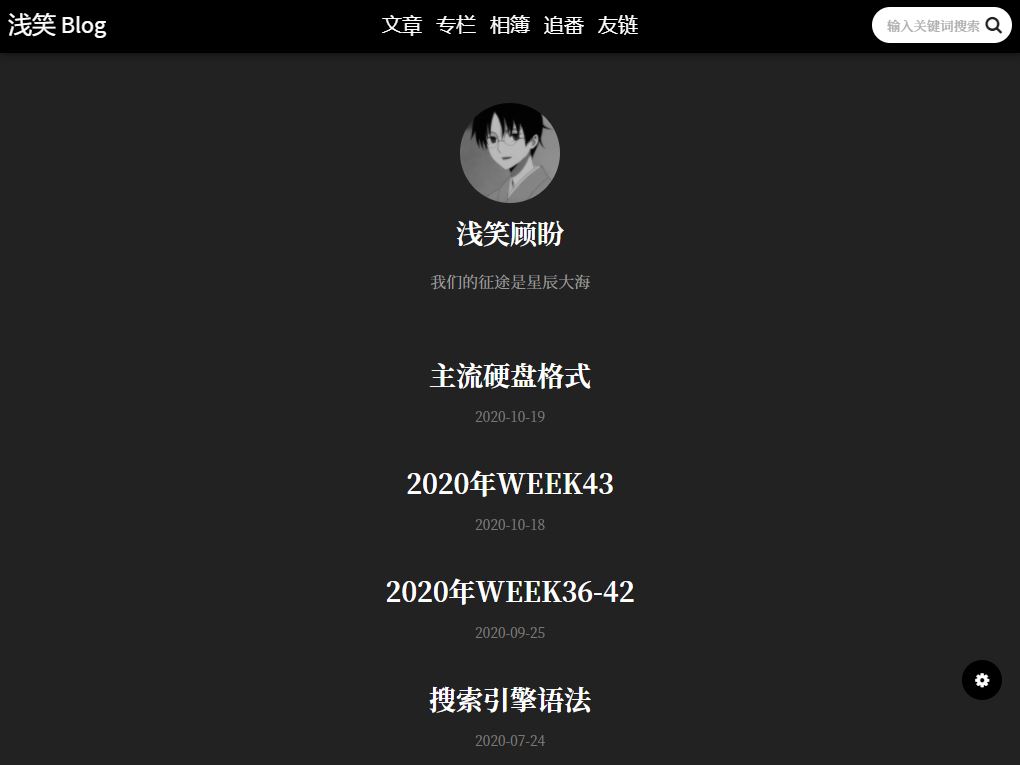 浅笑 Blog
文章 专栏 相簿 追番 友链
输入关键词搜索
浅笑顾盼
我们的征途是星辰大海
主流硬盘格式
2020-10-19
2020年WEEK43
2020-10-18
2020年WEEK36-42
2020-09-25
搜索引擎语法
2020-07-24